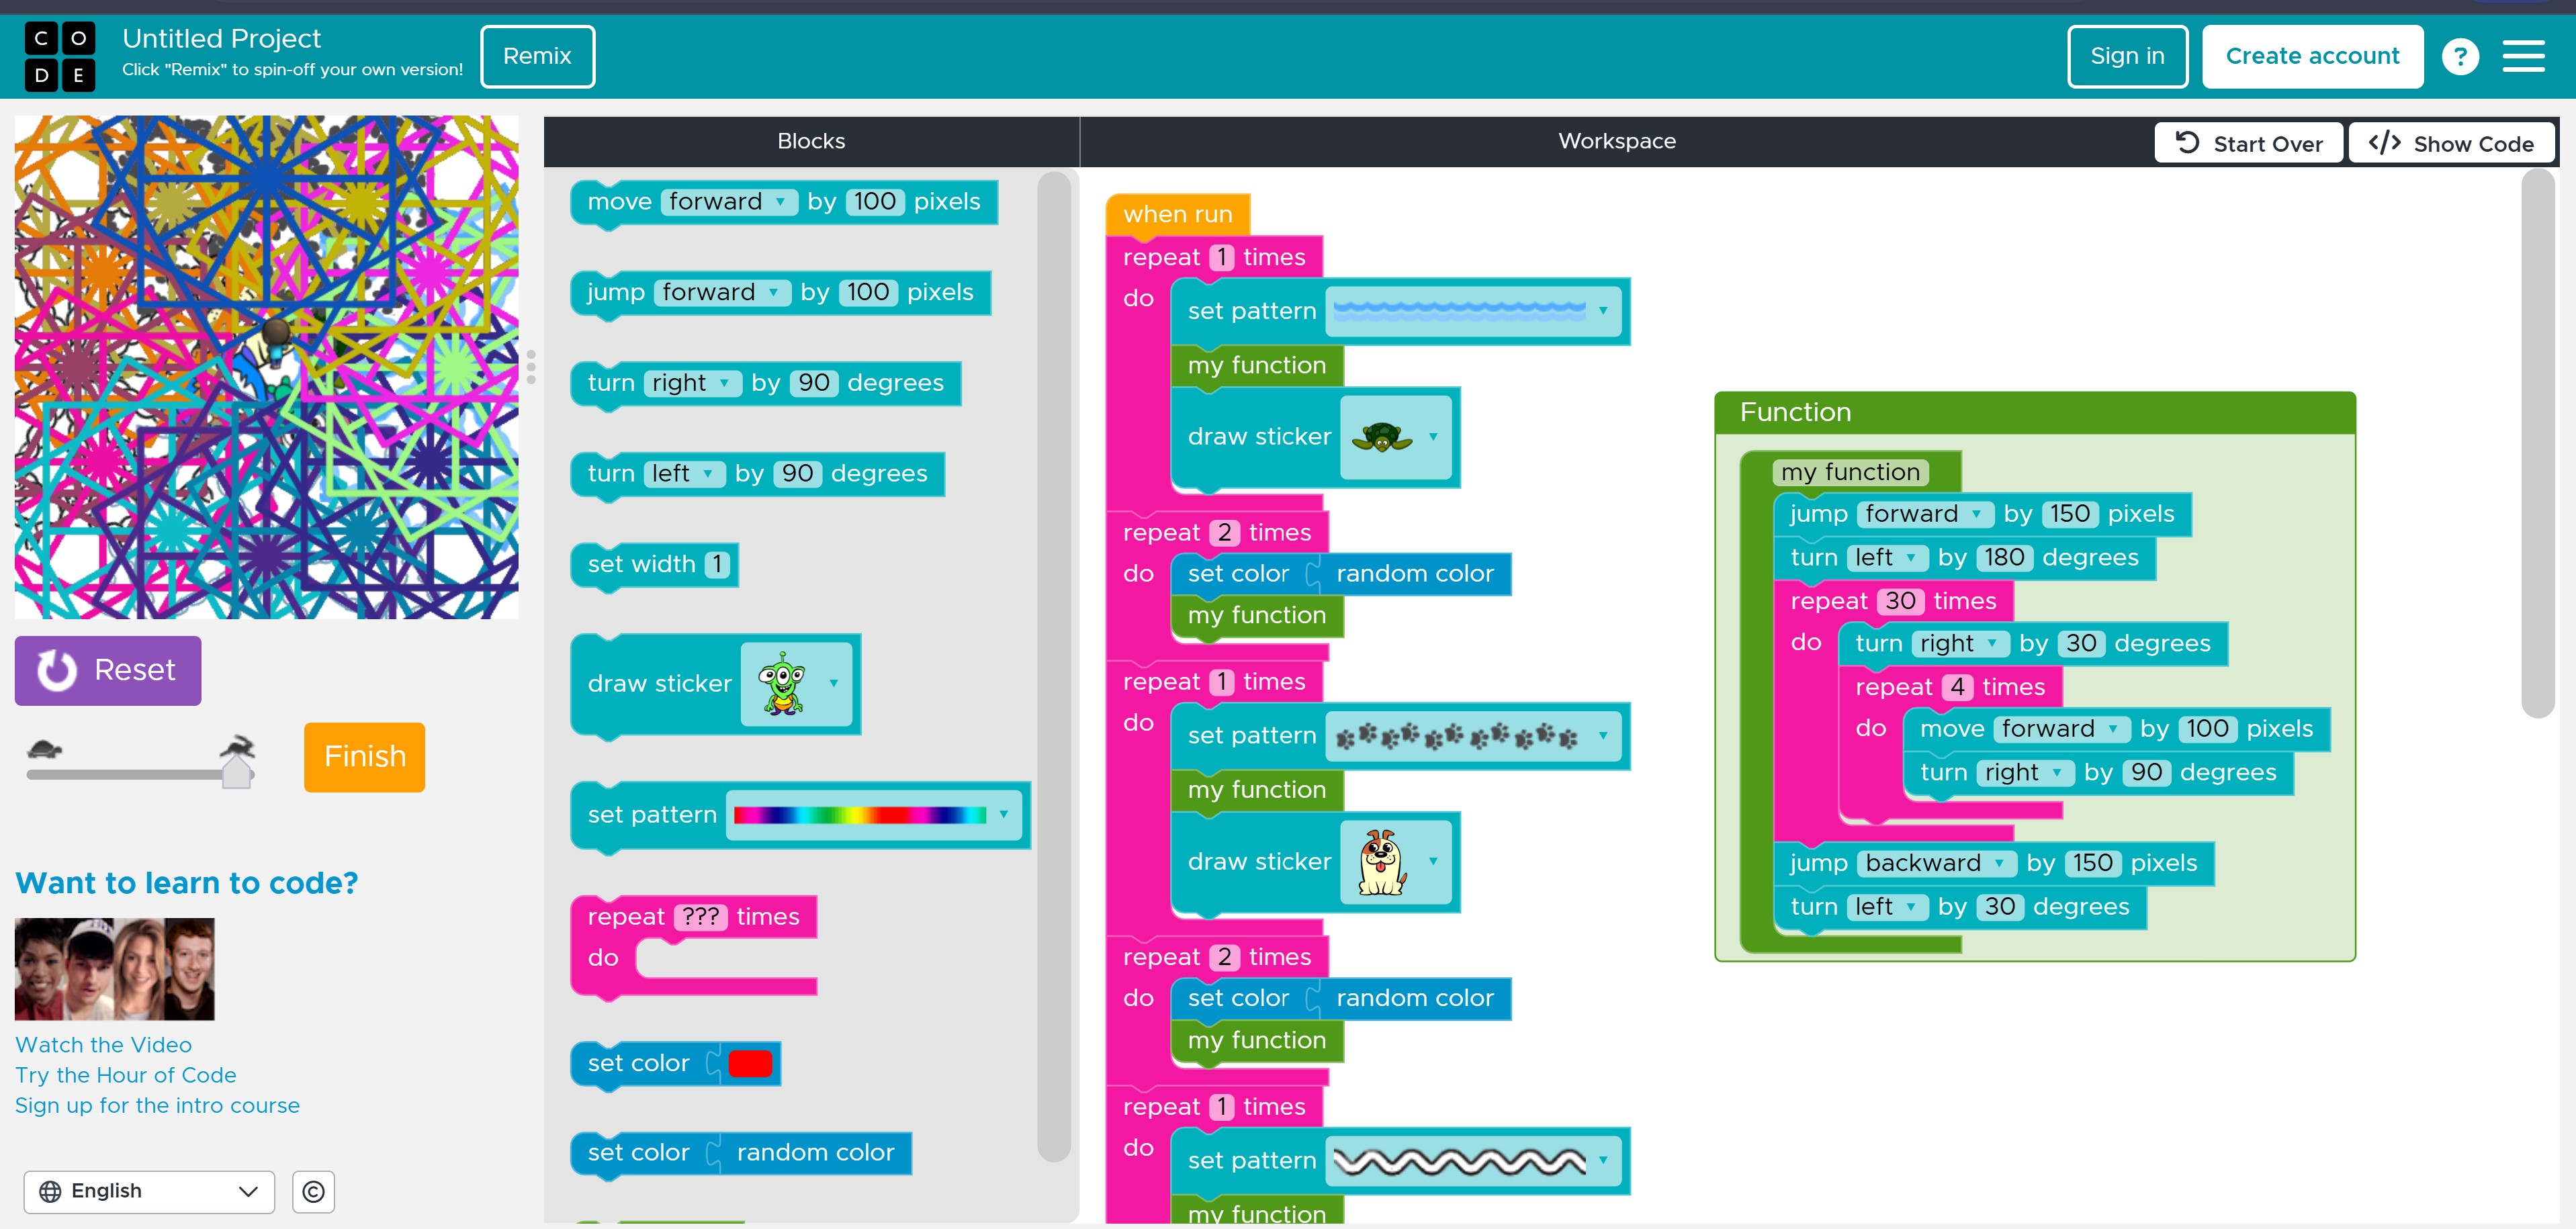 C O
D E
Untitled Project
Click "Remix" to spin-off your own version!
Remix
Sign in
Create account
?
Reset
Finish
Want to learn to code?
Watch the Video
Try the Hour of Code
Sign up for the intro course
English
©
Blocks
move forward by 100 pixels
jump forward by 100 pixels
turn right by 90 degrees
turn left by 90 degrees
set width 1
draw sticker
set pattern
repeat ??? times
do
set color
set color random color
Workspace
Start Over
</> Show Code
when run
repeat 1 times
do
set pattern
my function
draw sticker
repeat 2 times
do set color random color
my function
repeat 1 times
do
set pattern
my function
draw sticker
repeat 2 times
do set color random color
my function
repeat 1 times
do
set pattern
my function
Function
my function
jump forward by 150 pixels
turn left by 180 degrees
repeat 30 times
do turn right by 30 degrees
repeat 4 times
do move forward by 100 pixels
turn right by 90 degrees
jump backward by 150 pixels
turn left by 30 degrees